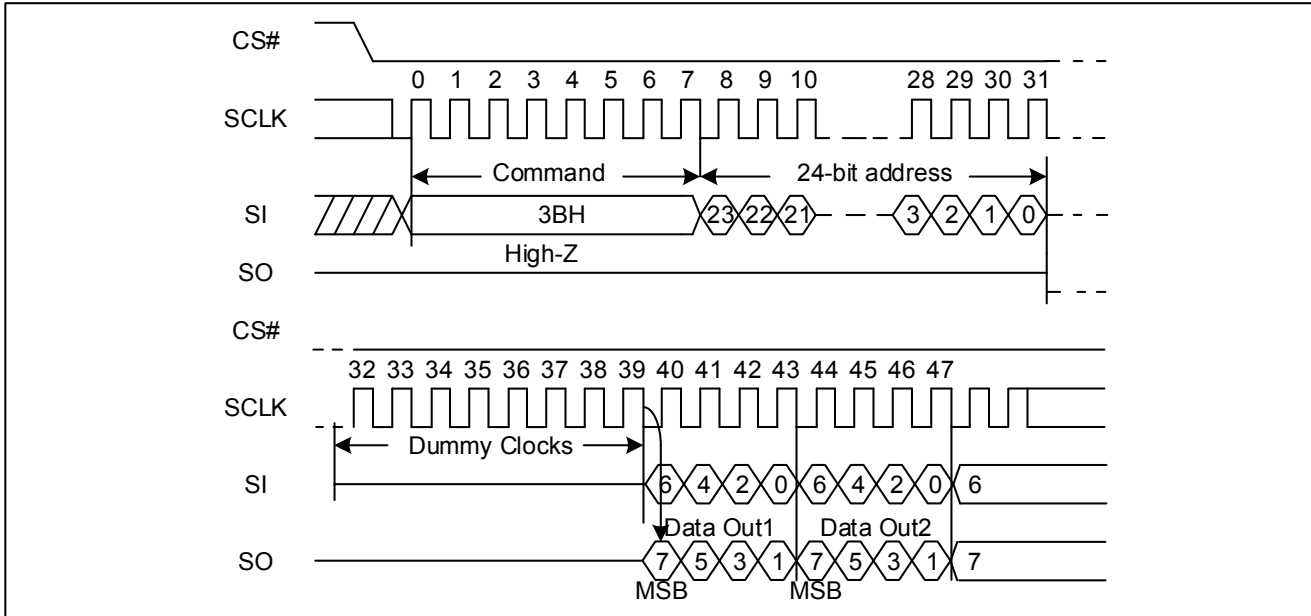 CS#
0 1 2 3 4 5 6 7 8 9 10 28 29 30 31
SCLK
Command 24-bit address
SI 3BH 23 22 21 3 2 1 0
High-Z
SO
CS#
32 33 34 35 36 37 38 39 40 41 42 43 44 45 46 47
SCLK
Dummy Clocks
SI 6 4 2 0 6 4 2 0 6
Data Out1 Data Out2
SO 7 5 3 1 7 5 3 1 7
MSB MSB